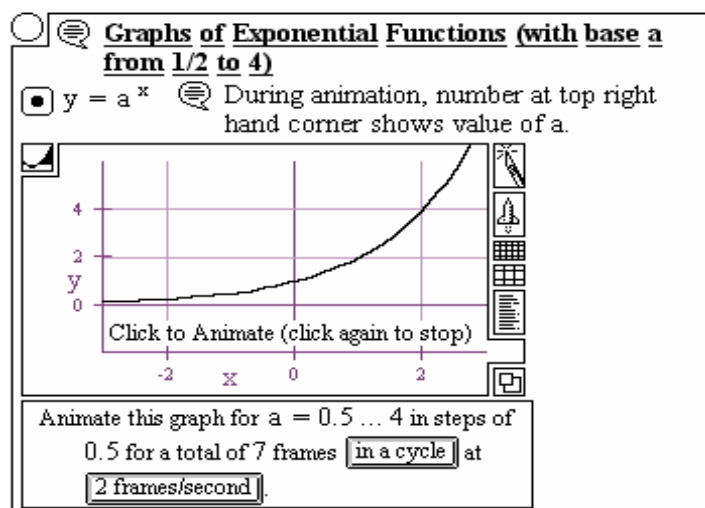 Graphs of Exponential Functions (with base a
from 1/2 to 4)
y = a^x During animation, number at top right
hand corner shows value of a.
4
2
y
0
Click to Animate (click again to stop)
-2 x 0 2
Animate this graph for a = 0.5 ... 4 in steps of
0.5 for a total of 7 frames in a cycle at
2 frames/second.